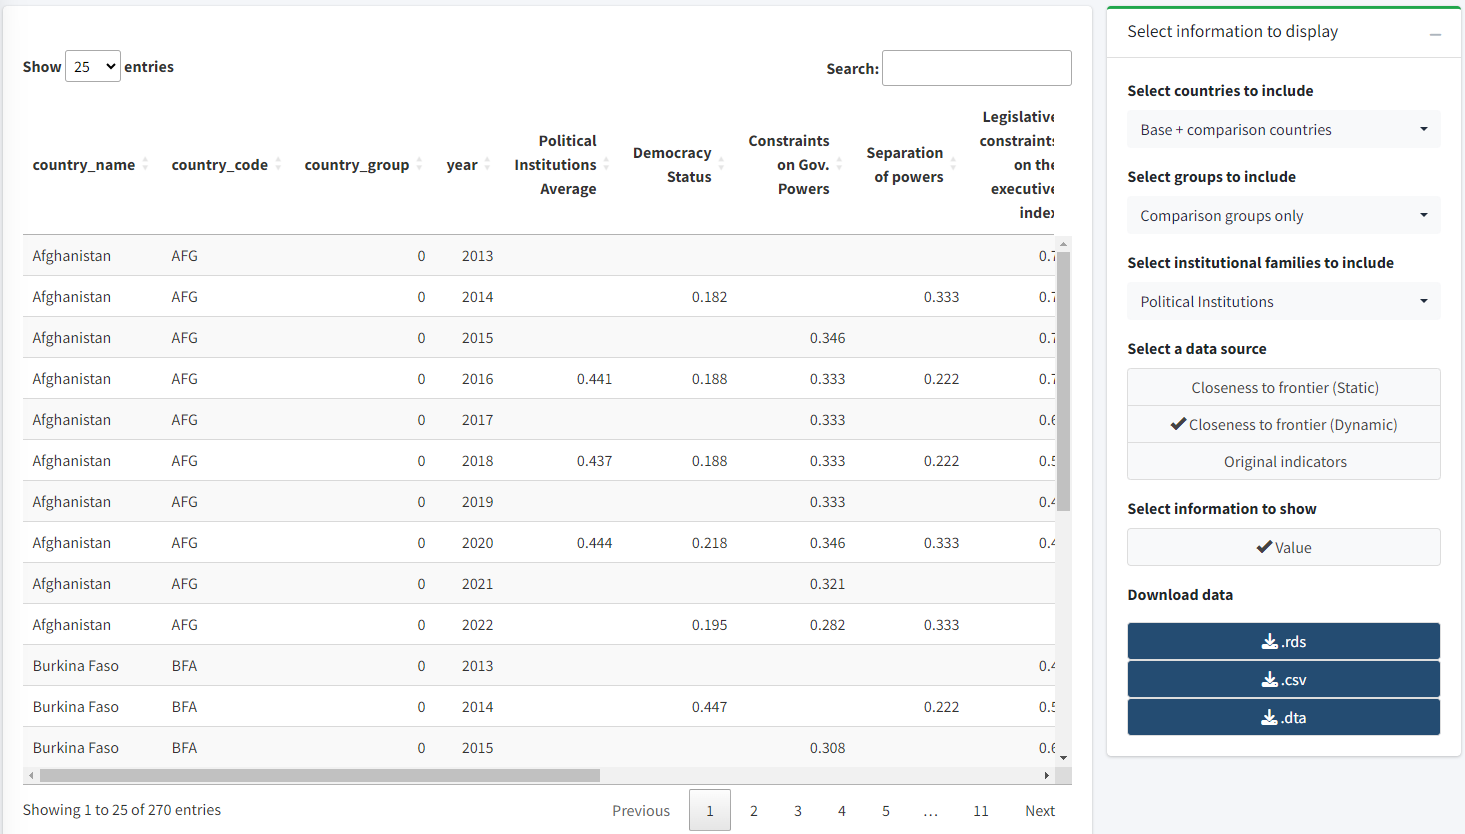 Show 25 entries
Search:
country_name country_code country_group year Political Institutions Average Democracy Status Constraints on Gov. Powers Separation of powers Legislative constraints on the executive index
Afghanistan AFG 0 2013
Afghanistan AFG 0 2014 0.182 0.333
Afghanistan AFG 0 2015 0.346
Afghanistan AFG 0 2016 0.441 0.188 0.333 0.222
Afghanistan AFG 0 2017 0.333
Afghanistan AFG 0 2018 0.437 0.188 0.333 0.222
Afghanistan AFG 0 2019 0.333
Afghanistan AFG 0 2020 0.444 0.218 0.346 0.333
Afghanistan AFG 0 2021 0.321
Afghanistan AFG 0 2022 0.195 0.282 0.333
Burkina Faso BFA 0 2013
Burkina Faso BFA 0 2014 0.447 0.222
Burkina Faso BFA 0 2015 0.308
Showing 1 to 25 of 270 entries
Previous 1 2 3 4 5 … 11 Next
Select information to display
Select countries to include
Base + comparison countries
Select groups to include
Comparison groups only
Select institutional families to include
Political Institutions
Select a data source
Closeness to frontier (Static)
Closeness to frontier (Dynamic)
Original indicators
Select information to show
Value
Download data
.rds
.csv
.dta